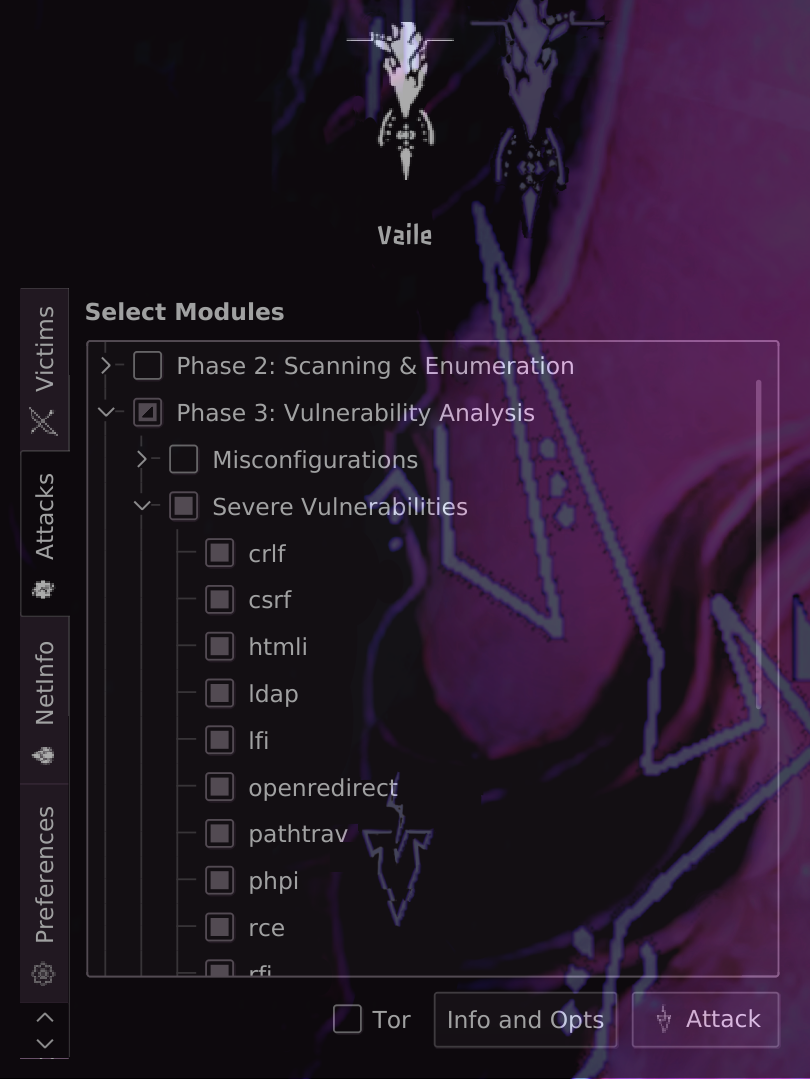 Vaile
Select Modules
Victims
Attacks
NetInfo
Preferences
Phase 2: Scanning & Enumeration
Phase 3: Vulnerability Analysis
Misconfigurations
Severe Vulnerabilities
crlf
csrf
htmli
ldap
lfi
openredirect
pathtrav
phpi
rce
rfi
Tor
Info and Opts
Attack